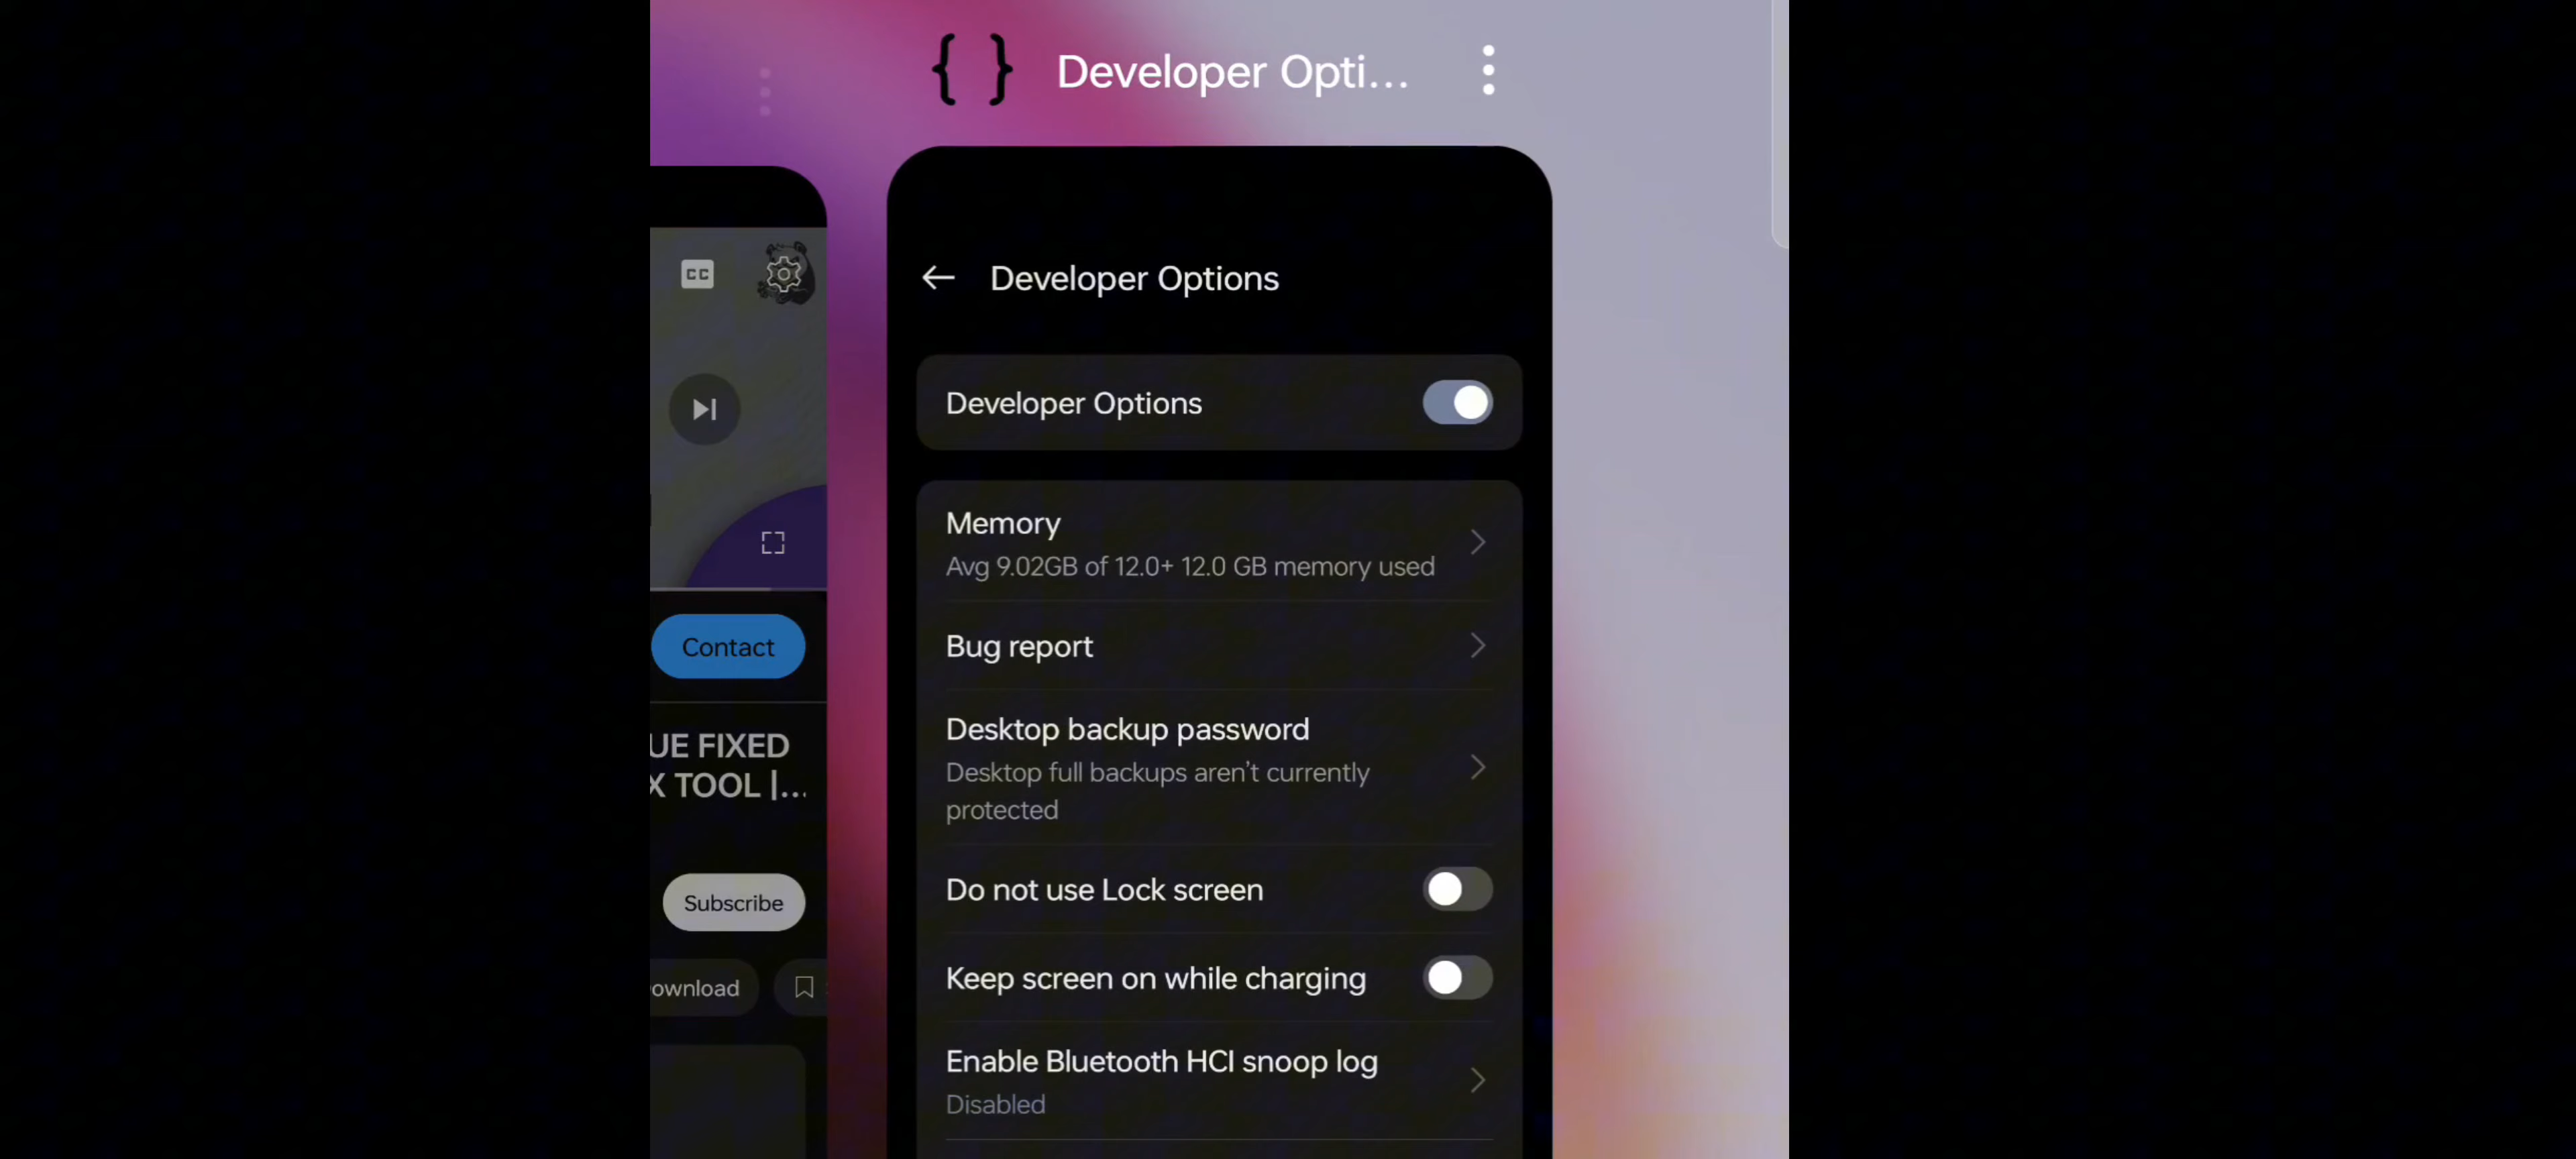 Developer Opti...
CC
Contact
UE FIXED
X TOOL |...
Subscribe
ownload
Developer Options
Developer Options
Memory
Avg 9.02GB of 12.0+ 12.0 GB memory used
Bug report
Desktop backup password
Desktop full backups aren't currently
protected
Do not use Lock screen
Keep screen on while charging
Enable Bluetooth HCI snoop log
Disabled